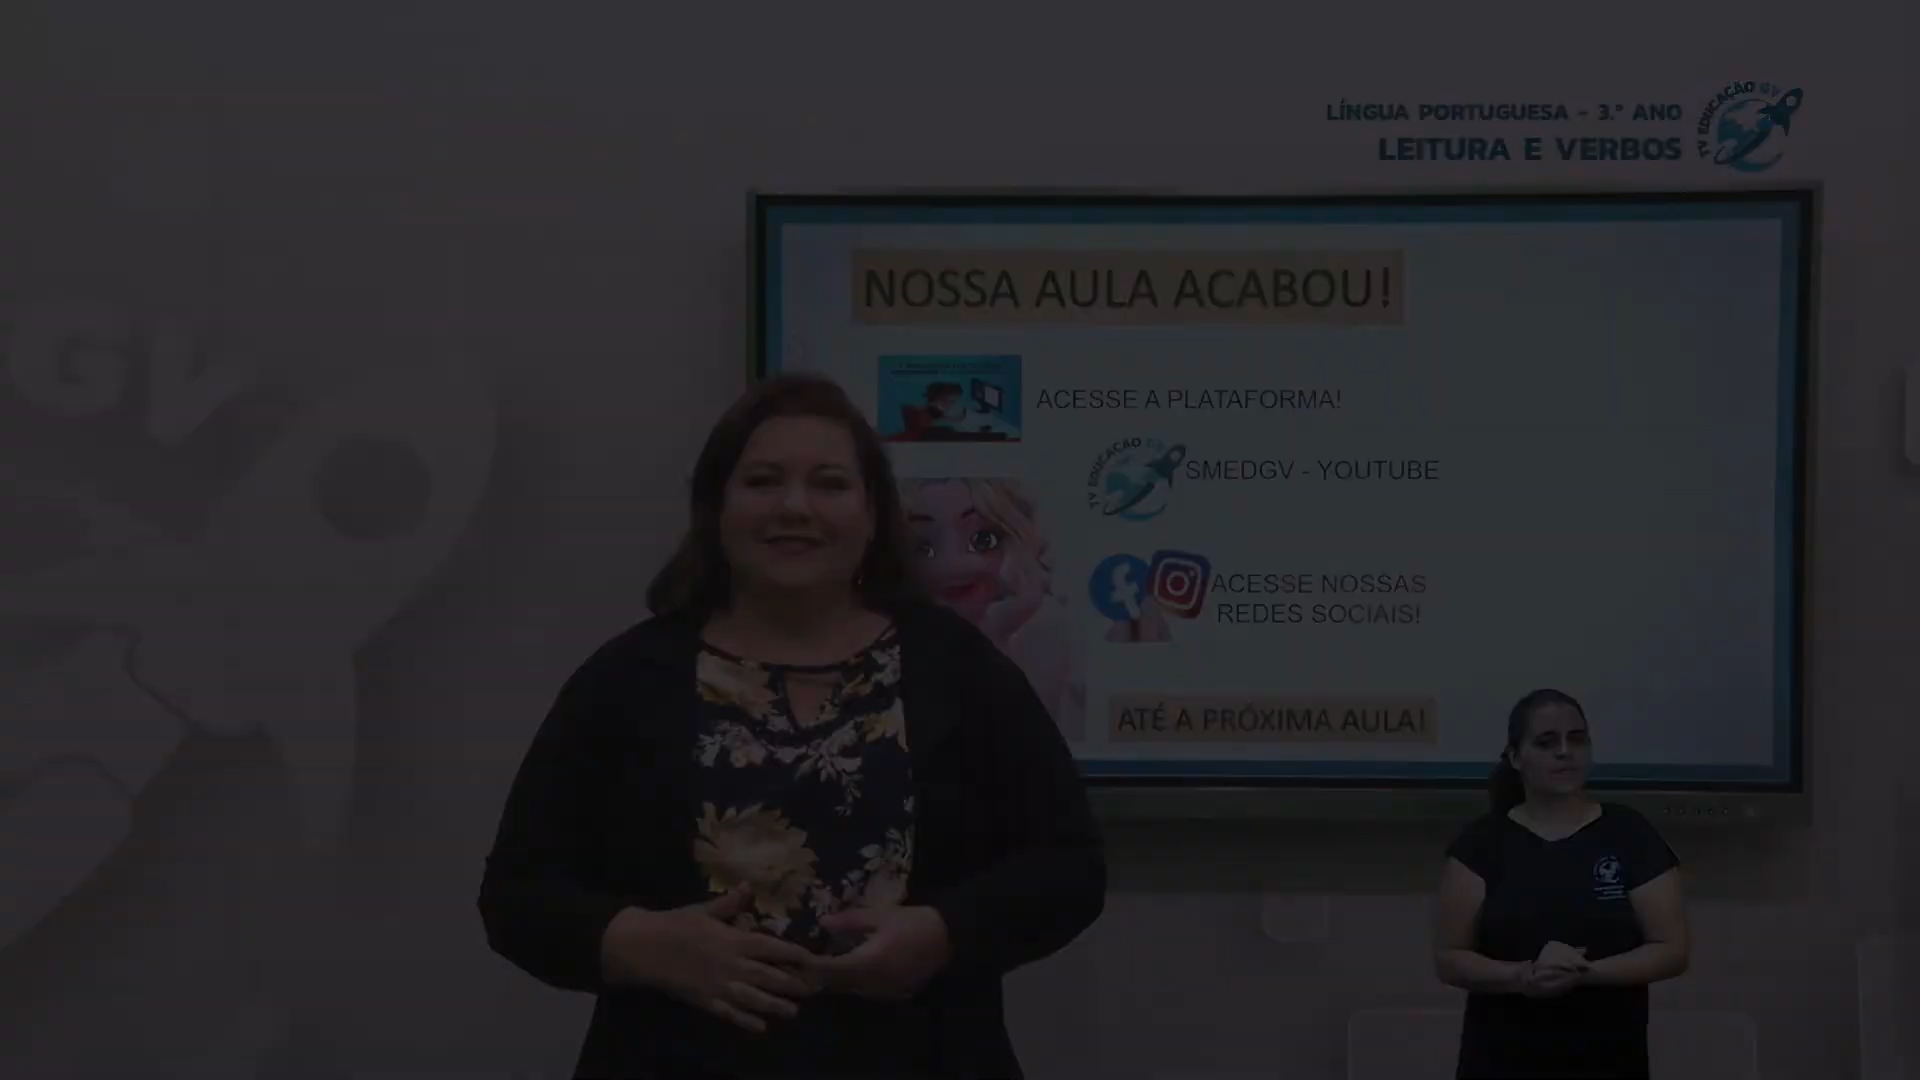 LÍNGUA PORTUGUESA - 3.º ANO
LEITURA E VERBOS
TV EDUCAÇÃO GV
GV
NOSSA AULA ACABOU!
ACESSE A PLATAFORMA!
TV EDUCAÇÃO GV
SMEDGV - YOUTUBE
ACESSE NOSSAS
REDES SOCIAIS!
ATÉ A PRÓXIMA AULA!